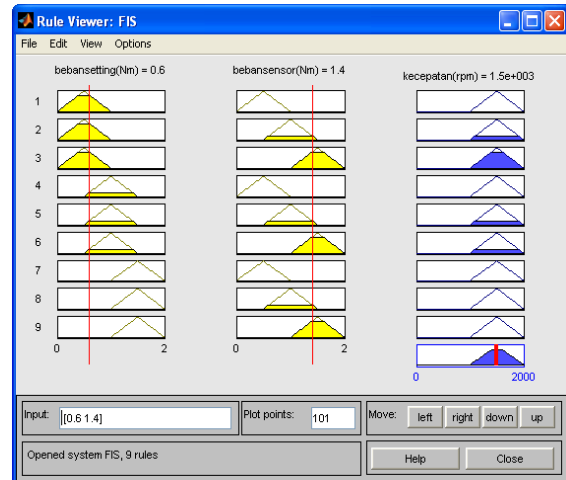 Rule Viewer: FIS
File Edit View Options
bebansetting(Nm) = 0.6
bebansensor(Nm) = 1.4
kecepatan(rpm) = 1.5e+003
1
2
3
4
5
6
7
8
9
0 2
0 2
0 2000
Input: [0.6 1.4]
Plot points: 101
Move: left right down up
Opened system FIS, 9 rules
Help Close